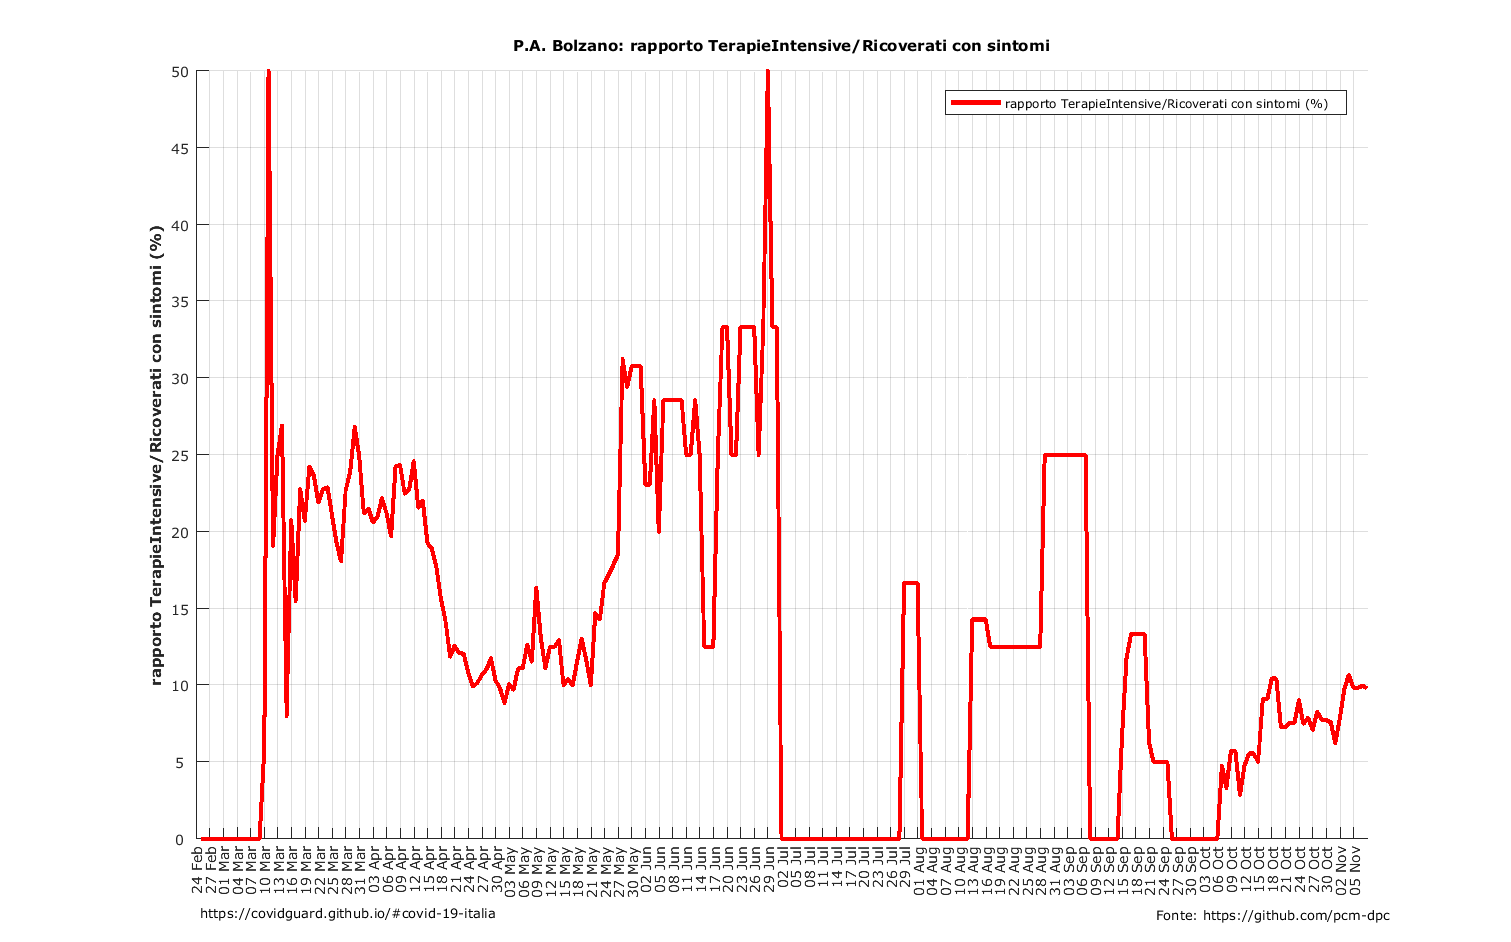 P.A. Bolzano: rapporto TerapieIntensive/Ricoverati con sintomi
rapporto TerapieIntensive/Ricoverati con sintomi (%)
rapporto TerapieIntensive/Ricoverati con sintomi (%)
50
45
40
35
30
25
20
15
10
5
0
24 Feb
27 Feb
01 Mar
04 Mar
07 Mar
10 Mar
13 Mar
16 Mar
19 Mar
22 Mar
25 Mar
28 Mar
31 Mar
03 Apr
06 Apr
09 Apr
12 Apr
15 Apr
18 Apr
21 Apr
24 Apr
27 Apr
30 Apr
03 May
06 May
09 May
12 May
15 May
18 May
21 May
24 May
27 May
30 May
02 Jun
05 Jun
08 Jun
11 Jun
14 Jun
17 Jun
20 Jun
23 Jun
26 Jun
29 Jun
02 Jul
05 Jul
08 Jul
11 Jul
14 Jul
17 Jul
20 Jul
23 Jul
26 Jul
29 Jul
01 Aug
04 Aug
07 Aug
10 Aug
13 Aug
16 Aug
19 Aug
22 Aug
25 Aug
28 Aug
31 Aug
03 Sep
06 Sep
09 Sep
12 Sep
15 Sep
18 Sep
21 Sep
24 Sep
27 Sep
30 Sep
03 Oct
06 Oct
09 Oct
12 Oct
15 Oct
18 Oct
21 Oct
24 Oct
27 Oct
30 Oct
02 Nov
05 Nov
https://covidguard.github.io/#covid-19-italia
Fonte: https://github.com/pcm-dpc